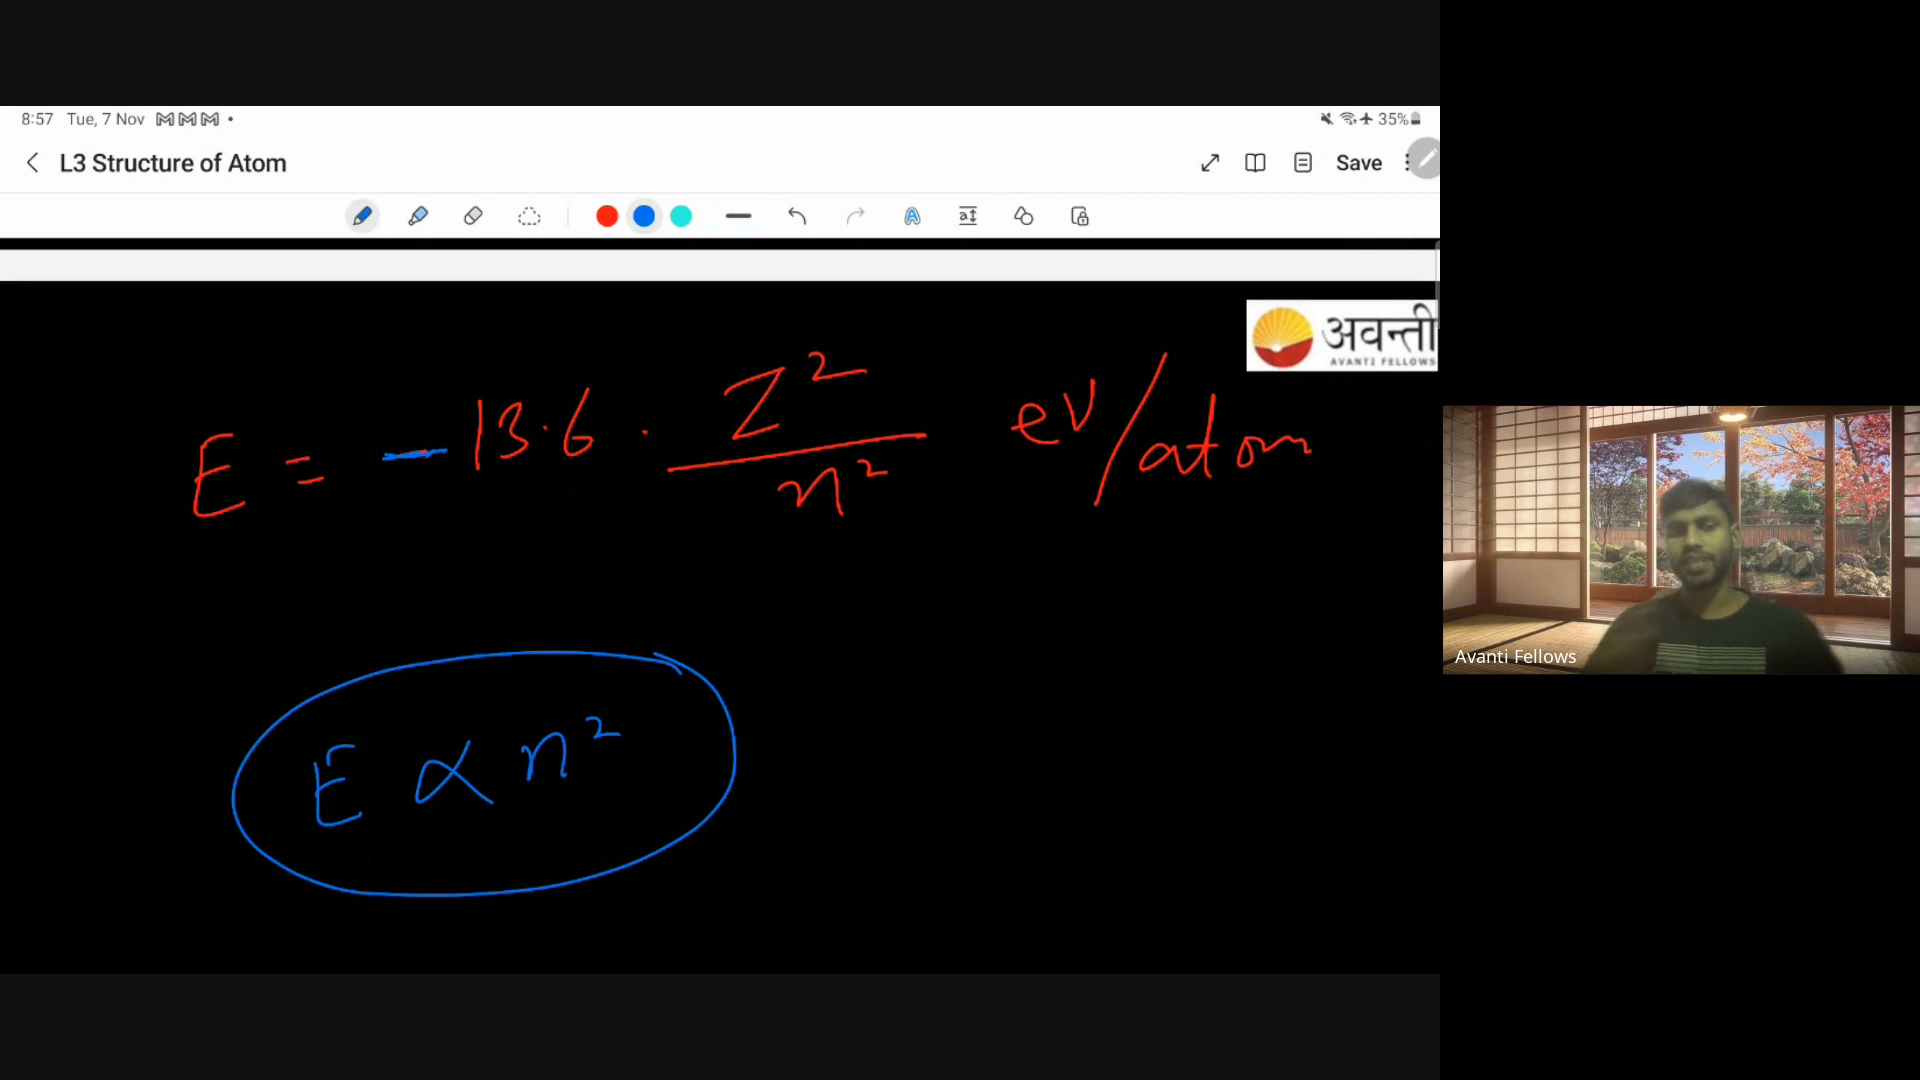 8:57 Tue, 7 Nov
35%
L3 Structure of Atom
Save
अवन्ती
AVANTI FELLOWS
E = - 13.6 . Z²/n² eV/atom
E ∝ n²
Avanti Fellows